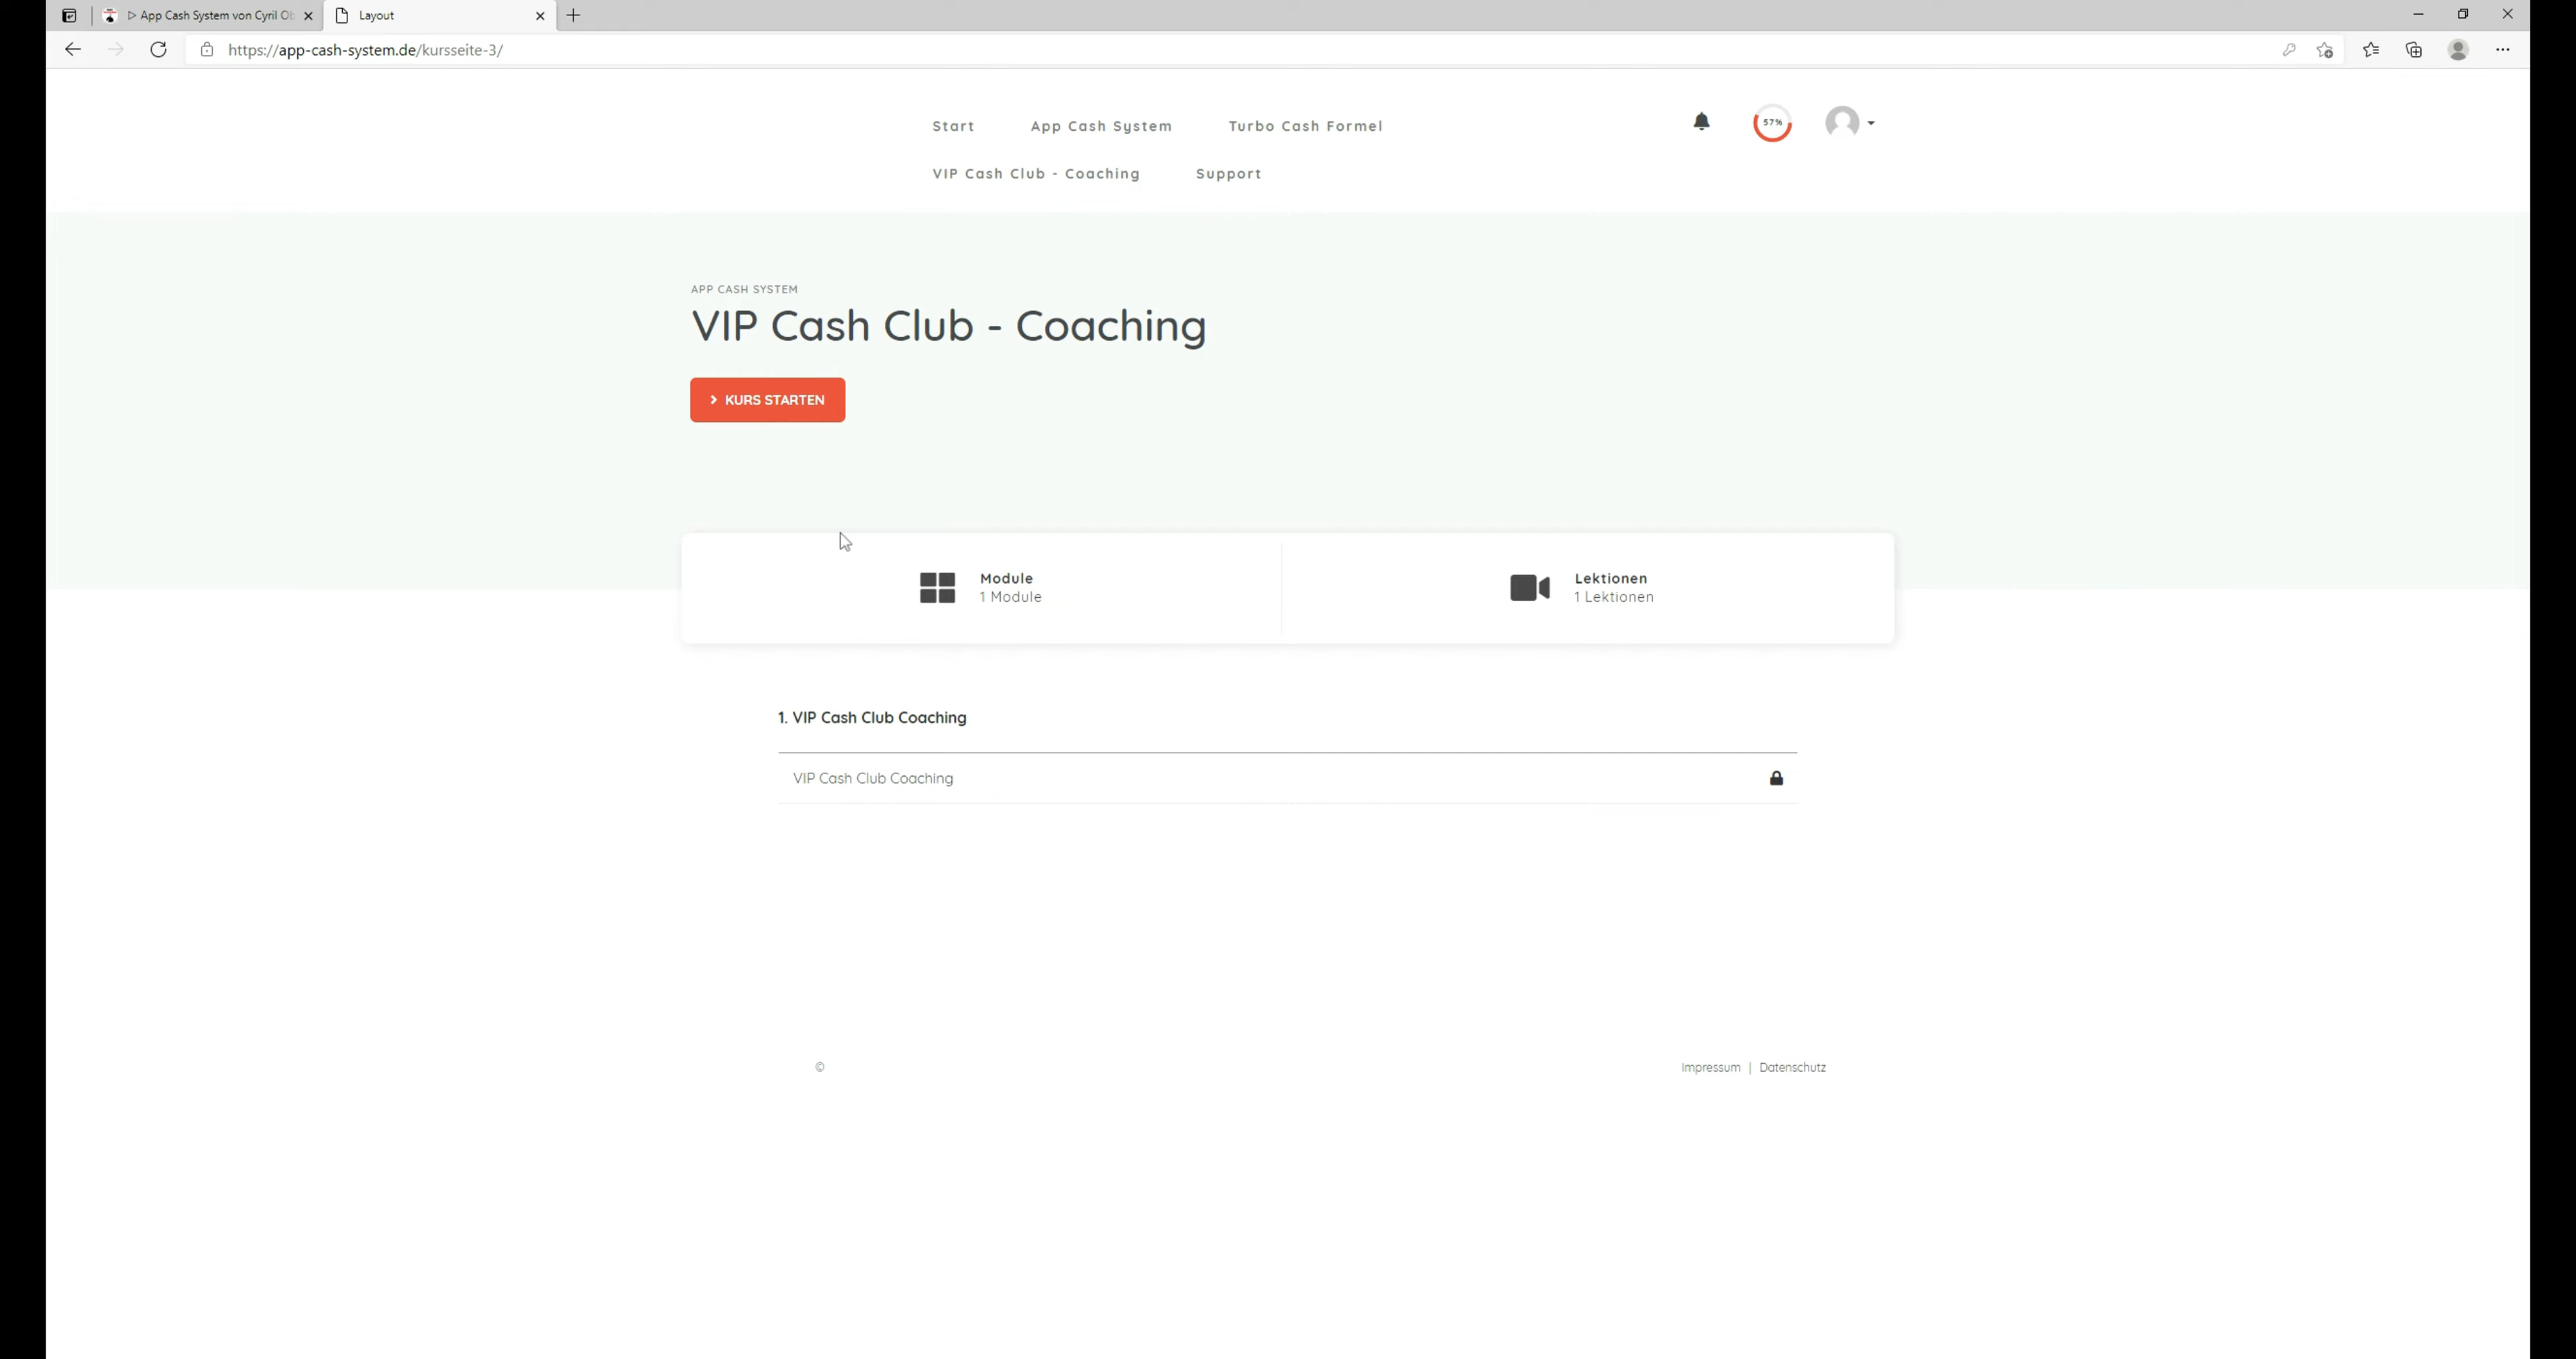 ▷ App Cash System von Cyril Ob
Layout
https://app-cash-system.de/kursseite-3/
Start App Cash System Turbo Cash Formel
57%
VIP Cash Club - Coaching Support
APP CASH SYSTEM
VIP Cash Club - Coaching
KURS STARTEN
Module
1 Module
Lektionen
1 Lektionen
1. VIP Cash Club Coaching
VIP Cash Club Coaching
© Impressum | Datenschutz